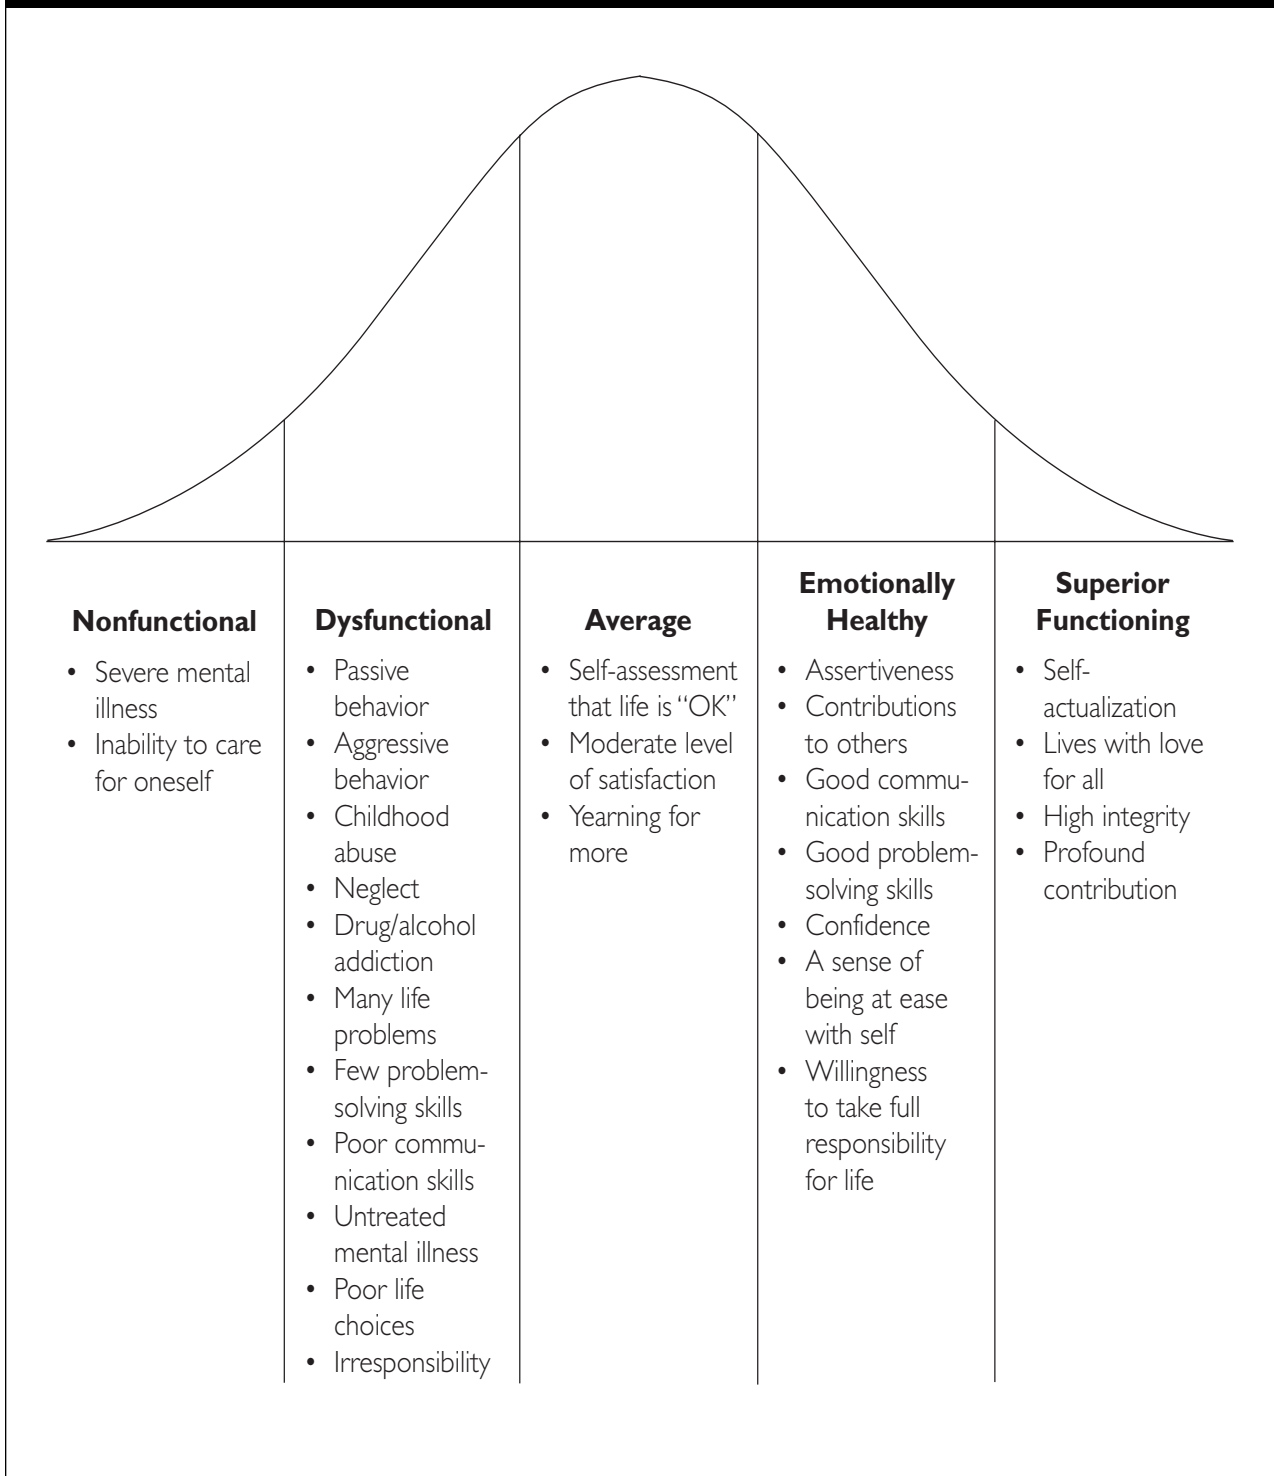 Nonfunctional
• Severe mental
illness
• Inability to care
for oneself
Dysfunctional
• Passive
behavior
• Aggressive
behavior
• Childhood
abuse
• Neglect
• Drug/alcohol
addiction
• Many life
problems
• Few problem-
solving skills
• Poor commu-
nication skills
• Untreated
mental illness
• Poor life
choices
• Irresponsibility
Average
• Self-assessment
that life is “OK”
• Moderate level
of satisfaction
• Yearning for
more
Emotionally
Healthy
• Assertiveness
• Contributions
to others
• Good commu-
nication skills
• Good problem-
solving skills
• Confidence
• A sense of
being at ease
with self
• Willingness
to take full
responsibility
for life
Superior
Functioning
• Self-
actualization
• Lives with love
for all
• High integrity
• Profound
contribution